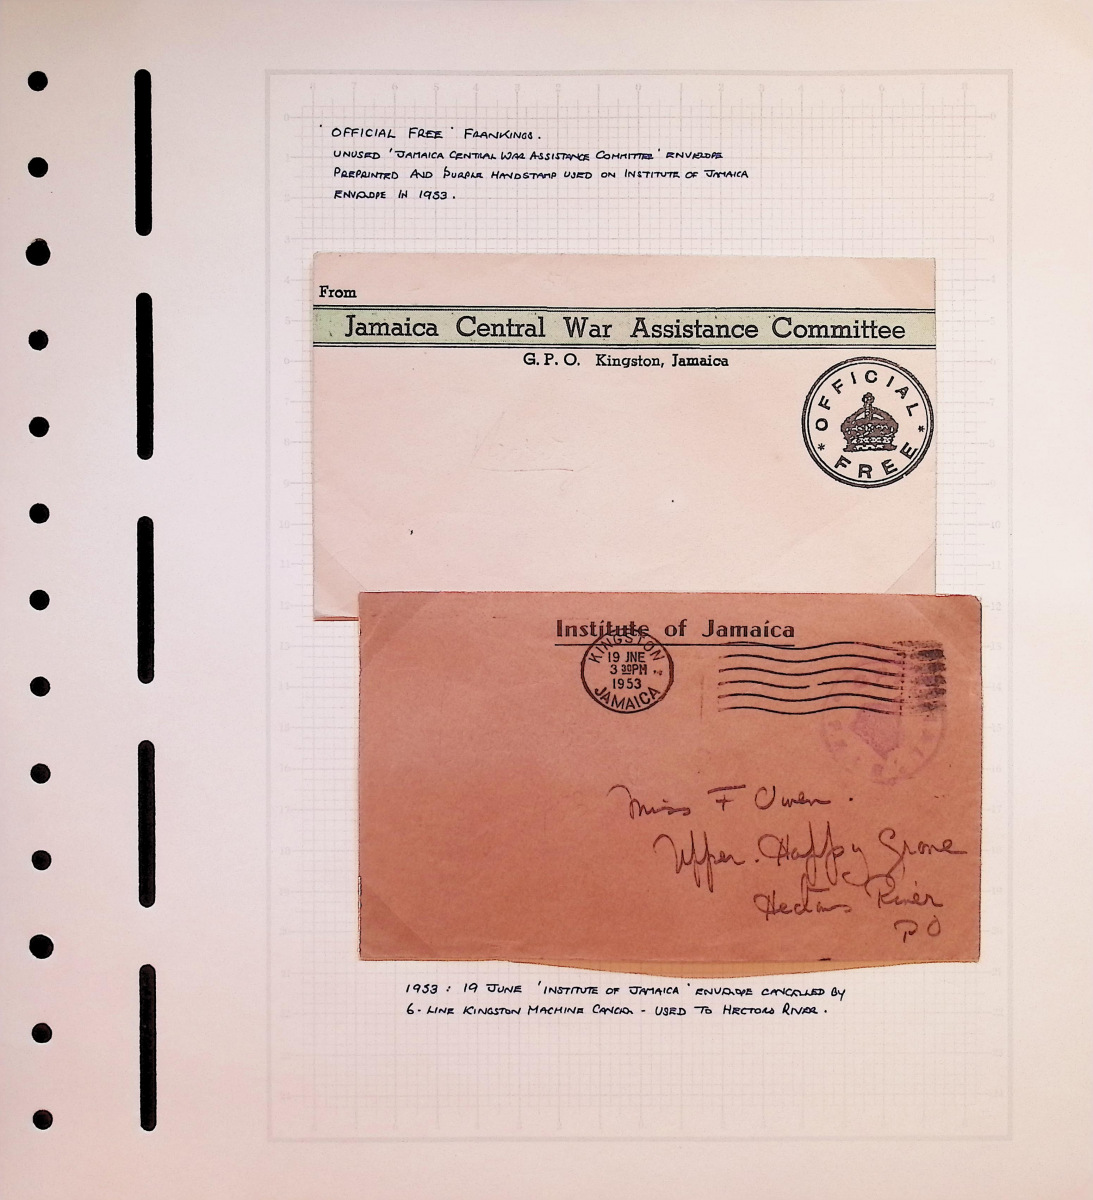 'OFFICIAL FREE' FRANKINGS.
UNUSED 'JAMAICA CENTRAL WAR ASSISTANCE COMMITTEE' ENVELOPE
PREPRINTED AND PURPLE HANDSTAMP USED ON INSTITUTE OF JAMAICA
ENVELOPE IN 1953.
From
Jamaica Central War Assistance Committee
G. P. O. Kingston, Jamaica
* OFFICIAL *
FREE
Institute of Jamaica
KINGSTON
19 JNE
3 30PM
1953
JAMAICA
Miss F Owen.
Upper. Happy Grove
Hectors River
PO
1953: 19 JUNE 'INSTITUTE OF JAMAICA' ENVELOPE CANCELLED BY
6-LINE KINGSTON MACHINE CANCEL - USED TO HECTORS RIVER.